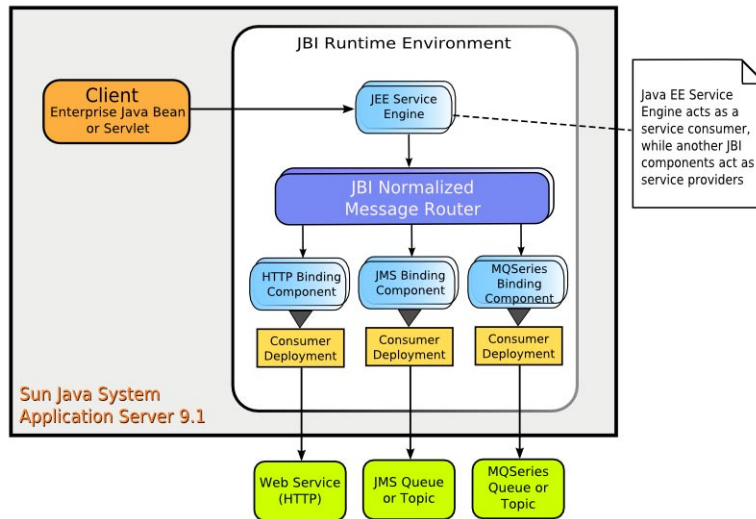 JBI Runtime Environment
Client
Enterprise Java Bean
or Servlet
JEE Service
Engine
Java EE Service
Engine acts as a
service consumer,
while another JBI
components act as
service providers
JBI Normalized
Message Router
HTTP Binding
Component
JMS Binding
Component
MQSeries
Binding
Component
Consumer
Deployment
Consumer
Deployment
Consumer
Deployment
Sun Java System
Application Server 9.1
Web Service
(HTTP)
JMS Queue
or Topic
MQSeries
Queue or
Topic